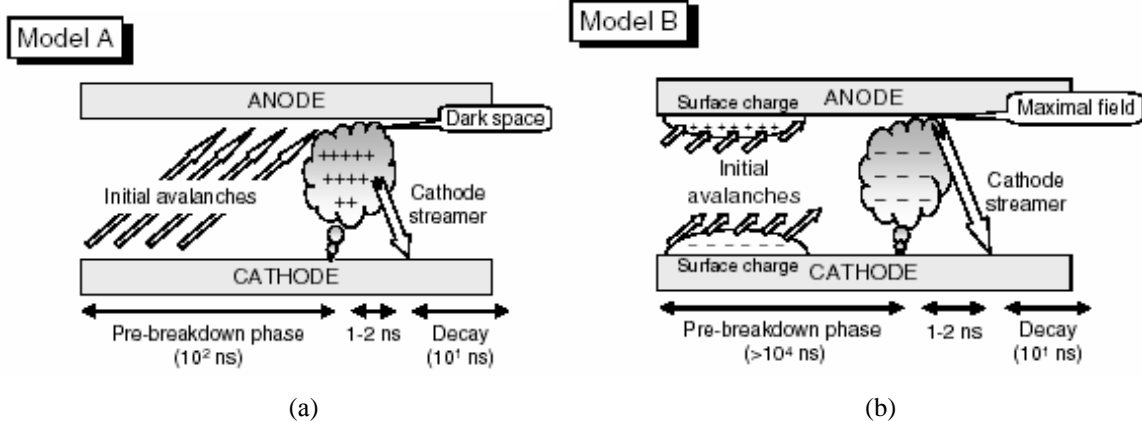 Model A
ANODE
Dark space
+++++
++++
++
Initial avalanches
Cathode
streamer
CATHODE
Pre-breakdown phase
(10² ns)
1-2 ns
Decay
(10¹ ns)
(a)
Model B
Surface charge
ANODE
Maximal field
Initial
avalanches
Cathode
streamer
Surface charge
CATHODE
Pre-breakdown phase
(>10⁴ ns)
1-2 ns
Decay
(10¹ ns)
(b)